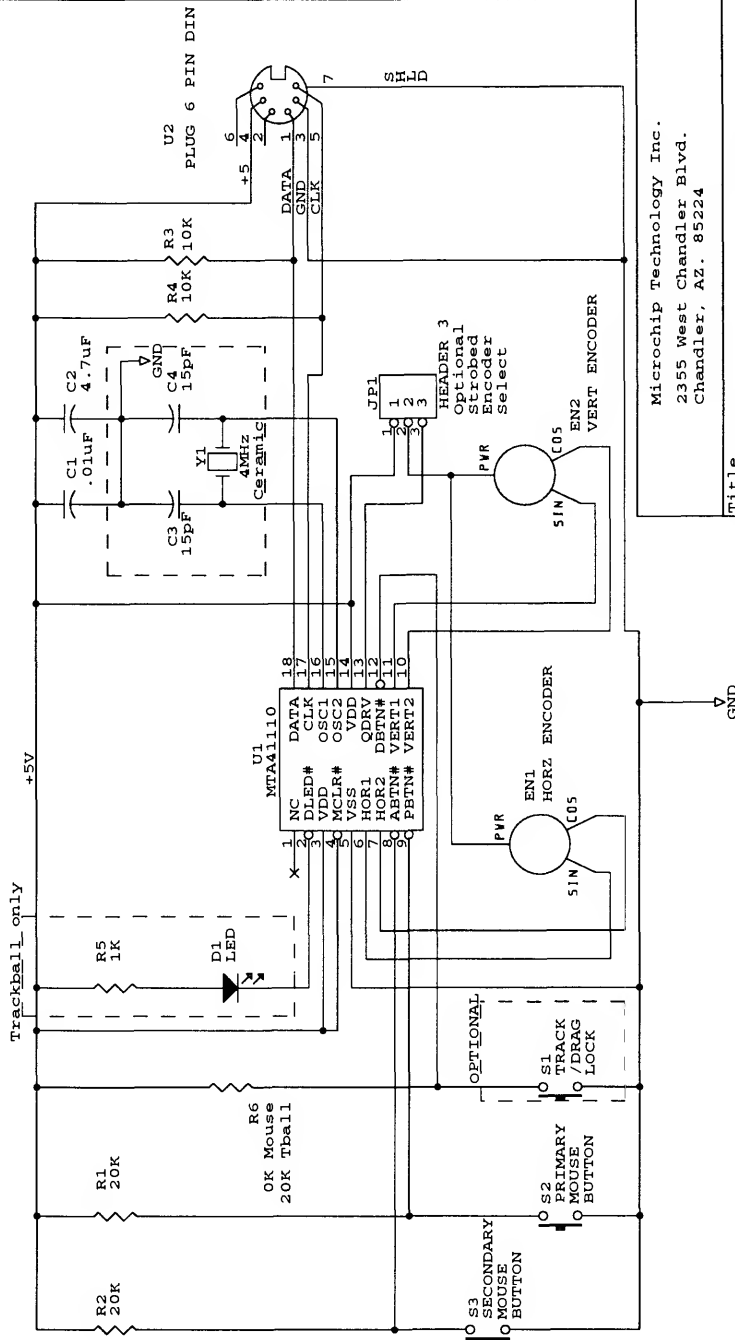 Trackball only
+5V
U2
PLUG 6 PIN DIN
R2
20K
R1
20K
R6
0K Mouse
20K Tball
R5
1K
D1
LED
C1
.01uF
C2
4.7uF
C3
15pF
C4
15pF
GND
Y1
4MHz
Ceramic
R4
10K
R3
10K
+5
DATA
GND
CLK
6
4
2
1
3
5
7
SHLD
U1
MTA41110
1 NC DATA 18
2 DLED# CLK 17
3 VDD OSC1 16
4 MCLR# OSC2 15
5 VSS VDD 14
6 HOR1 QDRV 13
7 HOR2 DBTN# 12
8 ABTN# VERT1 11
9 PBTN# VERT2 10
JP1
1 1
2 2
3 3
HEADER 3
Optional
Strobed
Encoder
Select
PWR
SIN
COS
EN2
VERT ENCODER
EN1
HORZ ENCODER
PWR
SIN
COS
OPTIONAL
S1
TRACK
/DRAG
LOCK
S2
PRIMARY
MOUSE
BUTTON
S3
SECONDARY
MOUSE
BUTTON
GND
Microchip Technology Inc.
2355 West Chandler Blvd.
Chandler, AZ. 85224
Title